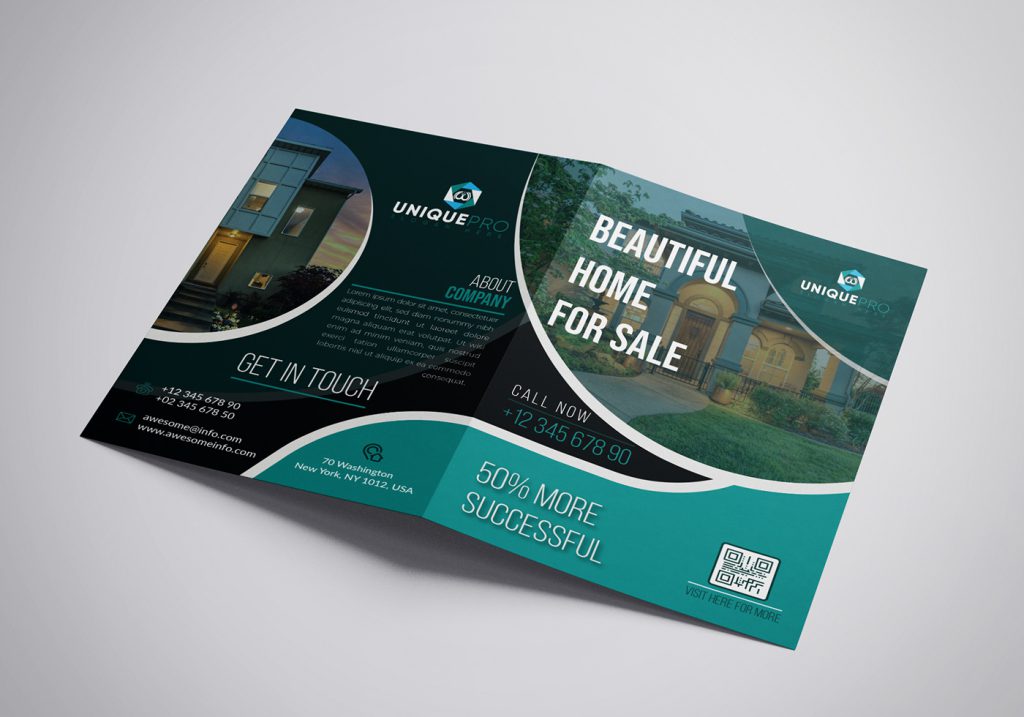 UNIQUEPRO
ABOUT
COMPANY
Lorem ipsum dolor sit amet, consectetuer
adipiscing elit, sed diam nonummy nibh
euismod tincidunt ut laoreet dolore
magna aliquam erat volutpat. Ut wisi
enim ad minim veniam, quis nostrud
exerci tation ullamcorper suscipit
lobortis nisl ut aliquip ex ea commodo
consequat.
GET IN TOUCH
+12 345 678 90
+02 345 678 50
awesome@info.com
www.awesomeinfo.com
70 Washington
New York, NY 1012, USA
BEAUTIFUL
HOME
FOR SALE
UNIQUEPRO
CALL NOW
+12 345 678 90
50% MORE
SUCCESSFUL
VISIT HERE FOR MORE